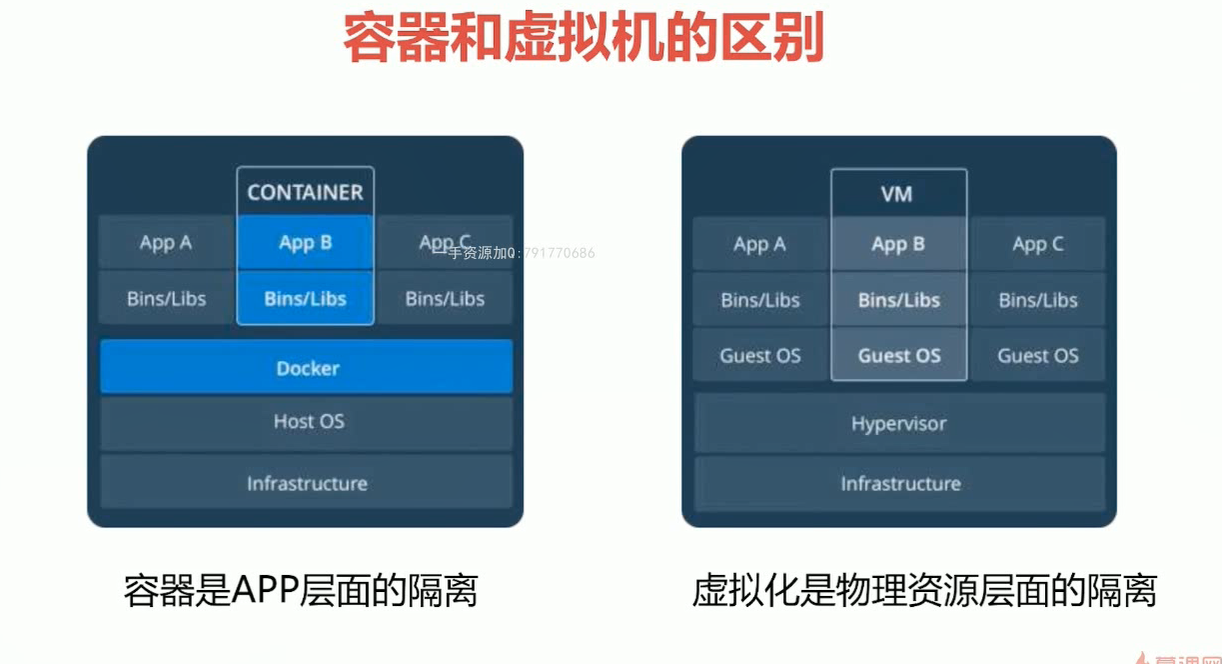 容器和虚拟机的区别
CONTAINER
App A
App B
App C
Bins/Libs
Bins/Libs
Bins/Libs
Docker
Host OS
Infrastructure
一手资源加Q:791770686
VM
App A
App B
App C
Bins/Libs
Bins/Libs
Bins/Libs
Guest OS
Guest OS
Guest OS
Hypervisor
Infrastructure
容器是APP层面的隔离
虚拟化是物理资源层面的隔离